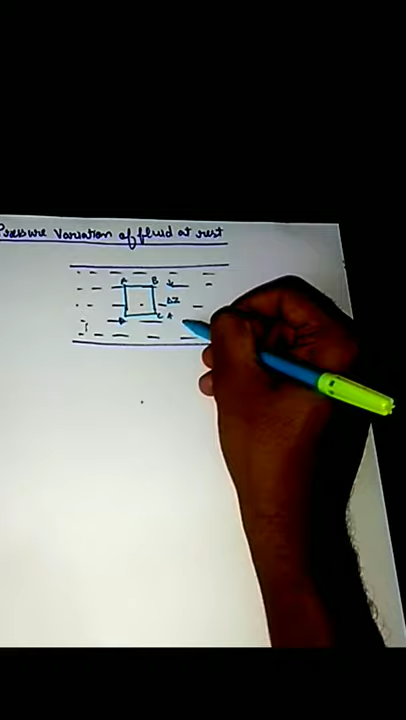 Pressure Variation of fluid at rest
A B
ΔZ
C